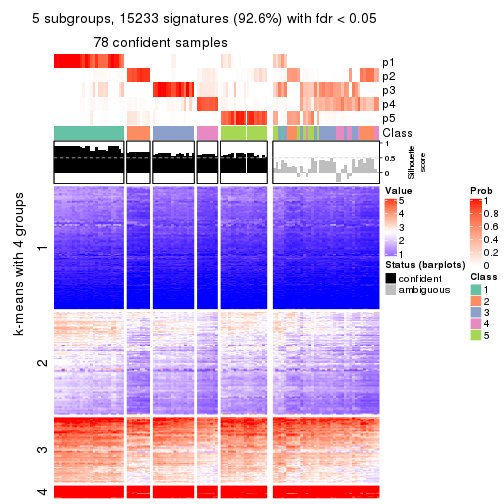 5 subgroups, 15233 signatures (92.6%) with fdr < 0.05
78 confident samples
p1
p2
p3
p4
p5
Class
1
0.5
0
Silhouette
score
k-means with 4 groups
1
2
3
4
Value
5
4
3
2
1
Status (barplots)
confident
ambiguous
Prob
1
0.8
0.6
0.4
0.2
0
Class
1
2
3
4
5